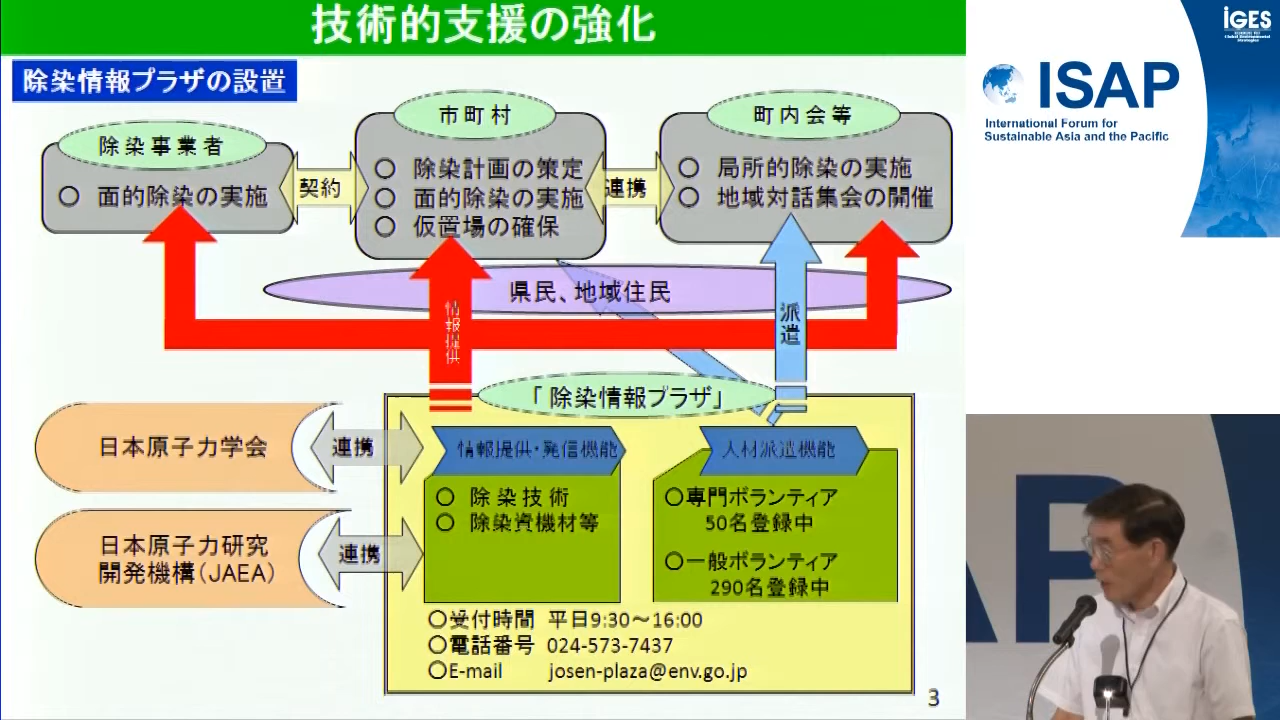 技術的支援の強化
除染情報プラザの設置
除染事業者
○ 面的除染の実施
契約
市町村
○ 除染計画の策定
○ 面的除染の実施
○ 仮置場の確保
連携
町内会等
○ 局所的除染の実施
○ 地域対話集会の開催
県民、地域住民
情報提供
派遣
「除染情報プラザ」
日本原子力学会
連携
日本原子力研究
開発機構(JAEA)
連携
情報提供・発信機能
○ 除染技術
○ 除染資機材等
人材派遣機能
○専門ボランティア
50名登録中
○一般ボランティア
290名登録中
○受付時間 平日9:30～16:00
○電話番号 024-573-7437
○E-mail josen-plaza@env.go.jp
3
IGES
Institute for Global Environmental Strategies
ISAP
International Forum for
Sustainable Asia and the Pacific
AP